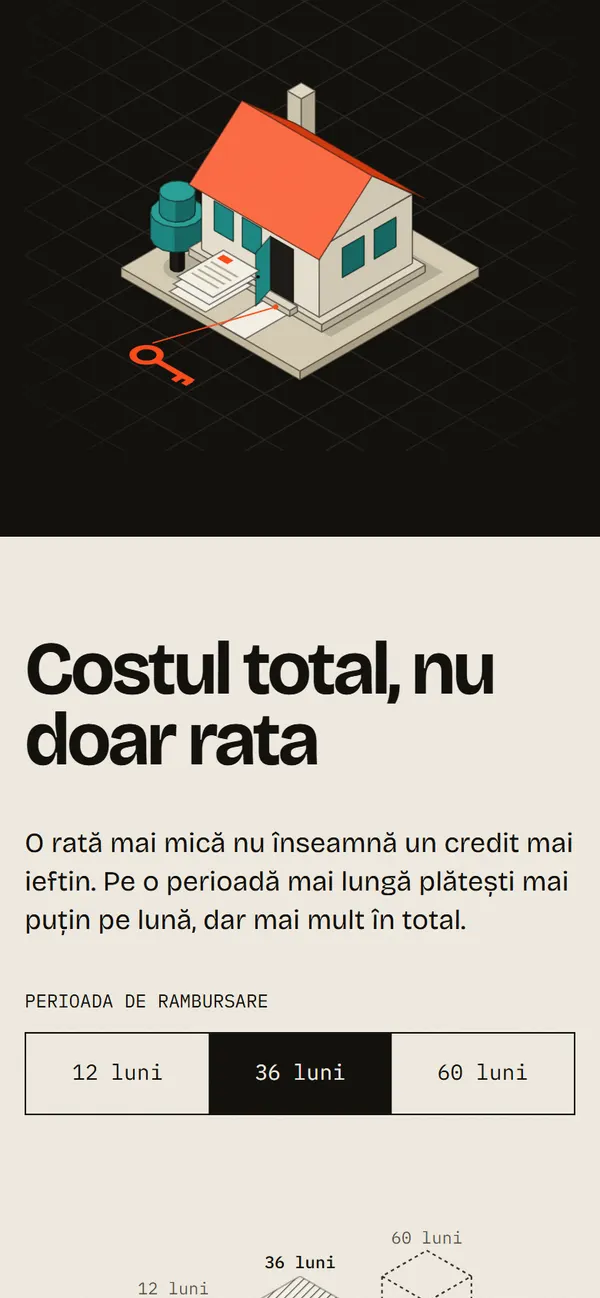 Costul total, nu
doar rata
O rată mai mică nu înseamnă un credit mai
ieftin. Pe o perioadă mai lungă plătești mai
puțin pe lună, dar mai mult în total.
PERIOADA DE RAMBURSARE
12 luni
36 luni
60 luni
60 luni
36 luni
12 luni